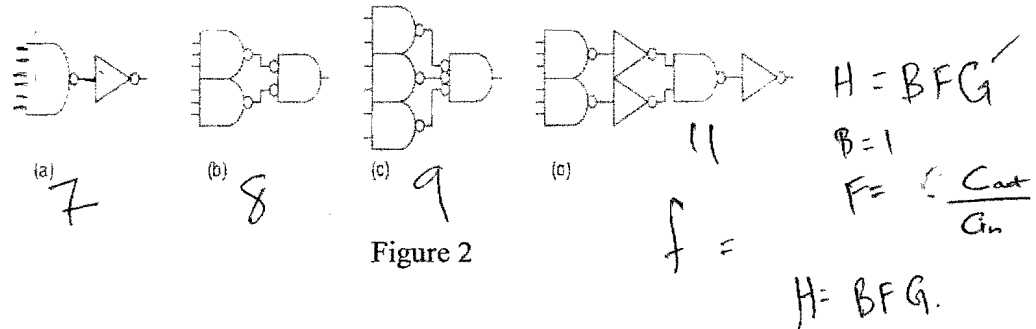 H = BFG
B = 1
F = Cout
Cin
(a)
(b)
(c)
7
8
9
11
Figure 2
f =
H = BFG.